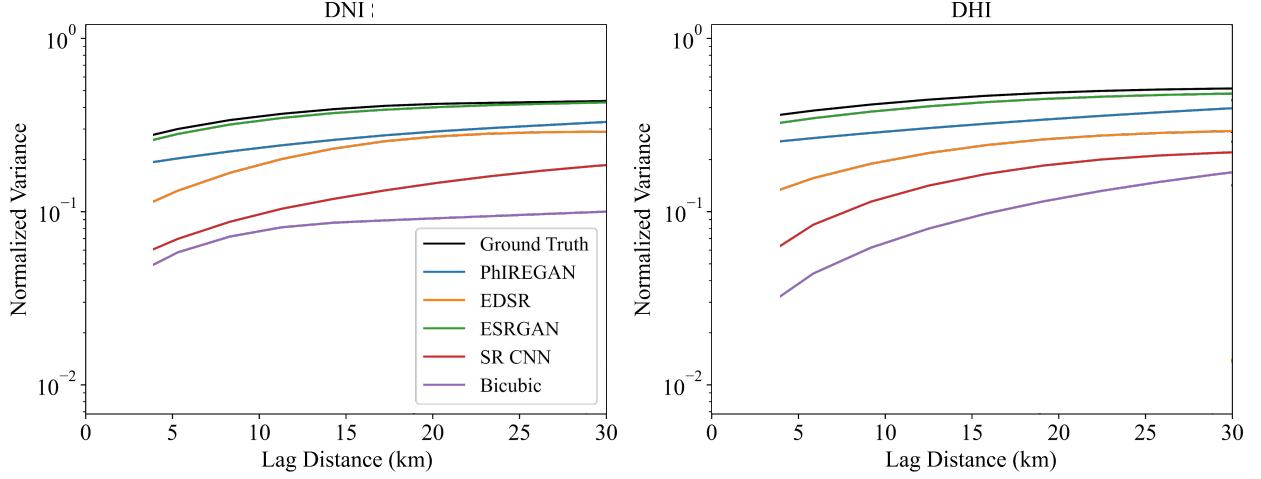 DNI ¦
DHI
Normalized Variance
10⁰
10⁻¹
10⁻²
Ground Truth
PhIREGAN
EDSR
ESRGAN
SR CNN
Bicubic
0 5 10 15 20 25 30
Lag Distance (km)
Normalized Variance
10⁰
10⁻¹
10⁻²
0 5 10 15 20 25 30
Lag Distance (km)